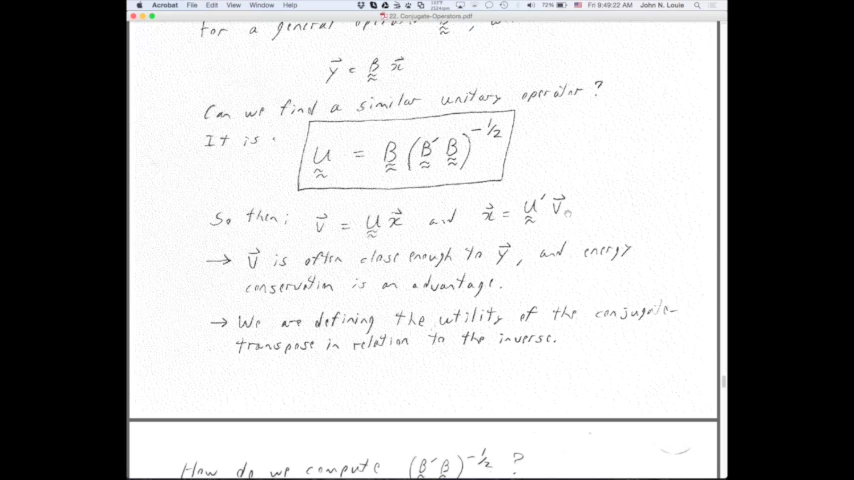 Acrobat File Edit View Window Help 72% Fri 9:49:22 AM John N. Louie
22. Conjugate-Operators.pdf
For a general
y⃗ = B x⃗
≈
Can we find a similar unitary operator?
It is:
U = B (B′ B)^-1/2
≈ ≈ ≈ ≈
So then: v⃗ = U x⃗ and x⃗ = U′ v⃗.
≈ ≈
→ v⃗ is often close enough to y⃗, and energy
conservation is an advantage.
→ We are defining the utility of the conjugate-
transpose in relation to the inverse.
How do we compute (B′ B)^-1/2 ?
≈ ≈